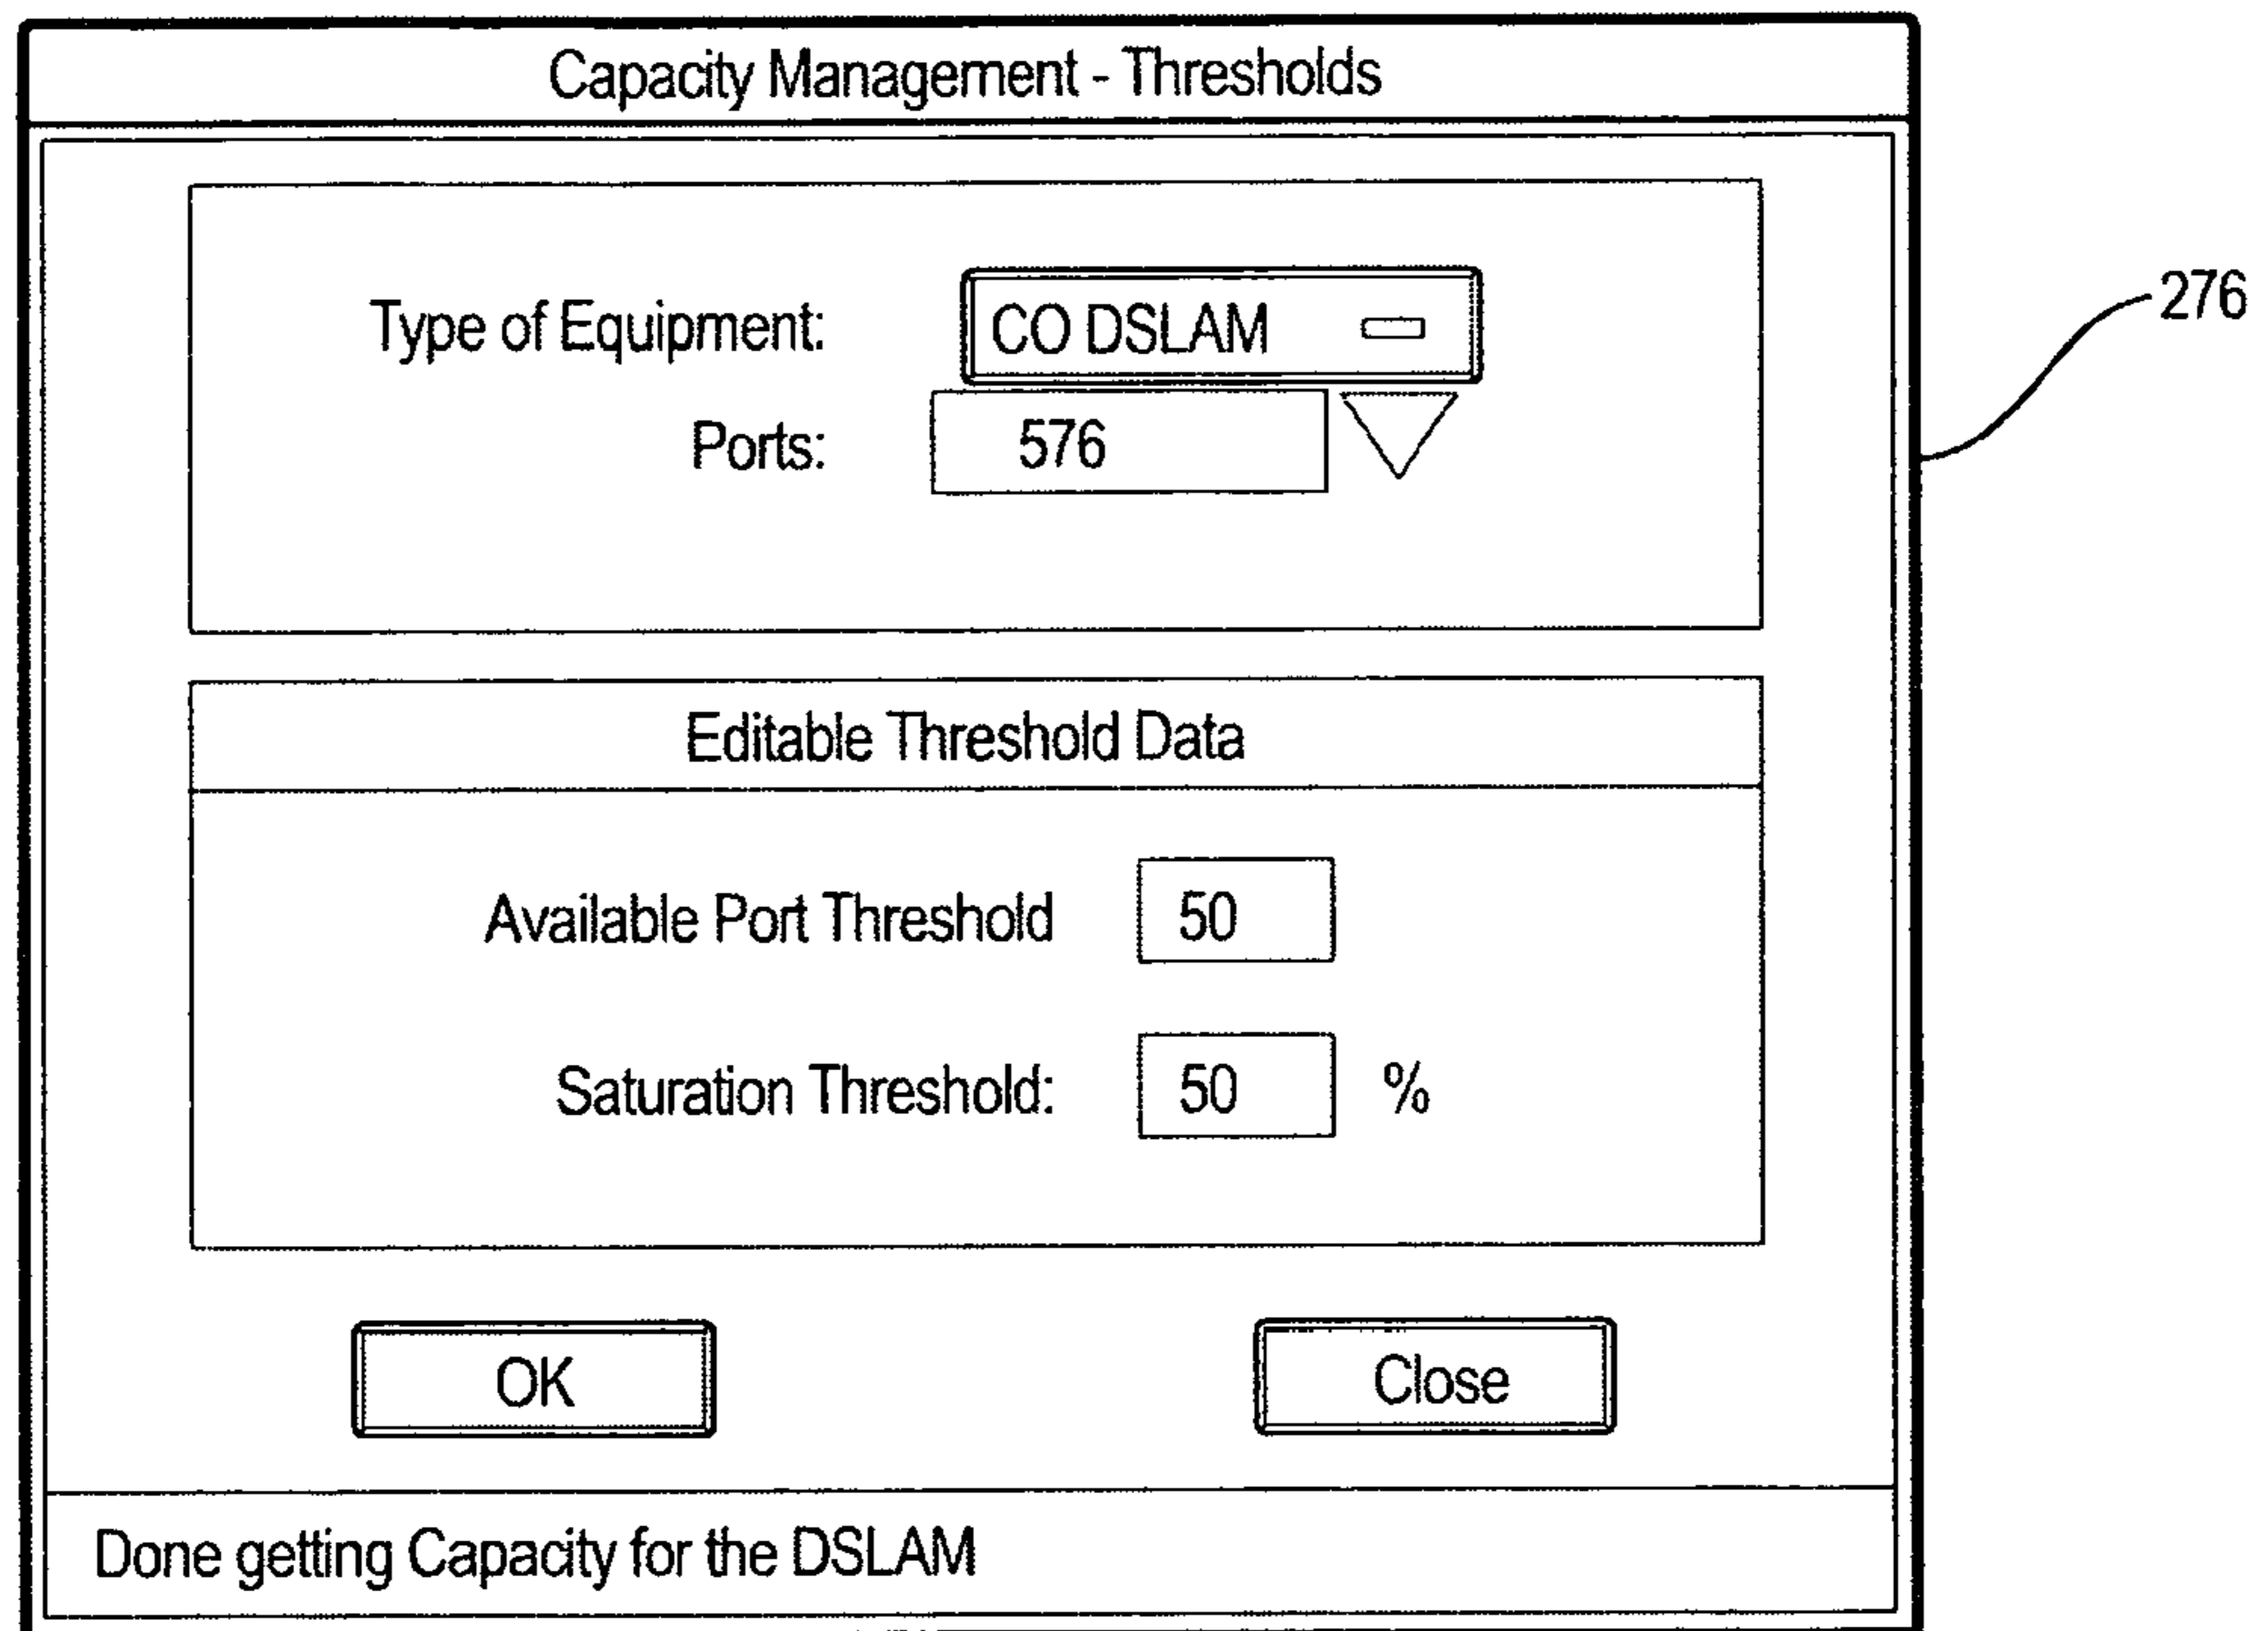 Capacity Management - Thresholds
Type of Equipment: CO DSLAM
276
Ports: 576
Editable Threshold Data
Available Port Threshold 50
Saturation Threshold: 50 %
OK Close
Done getting Capacity for the DSLAM